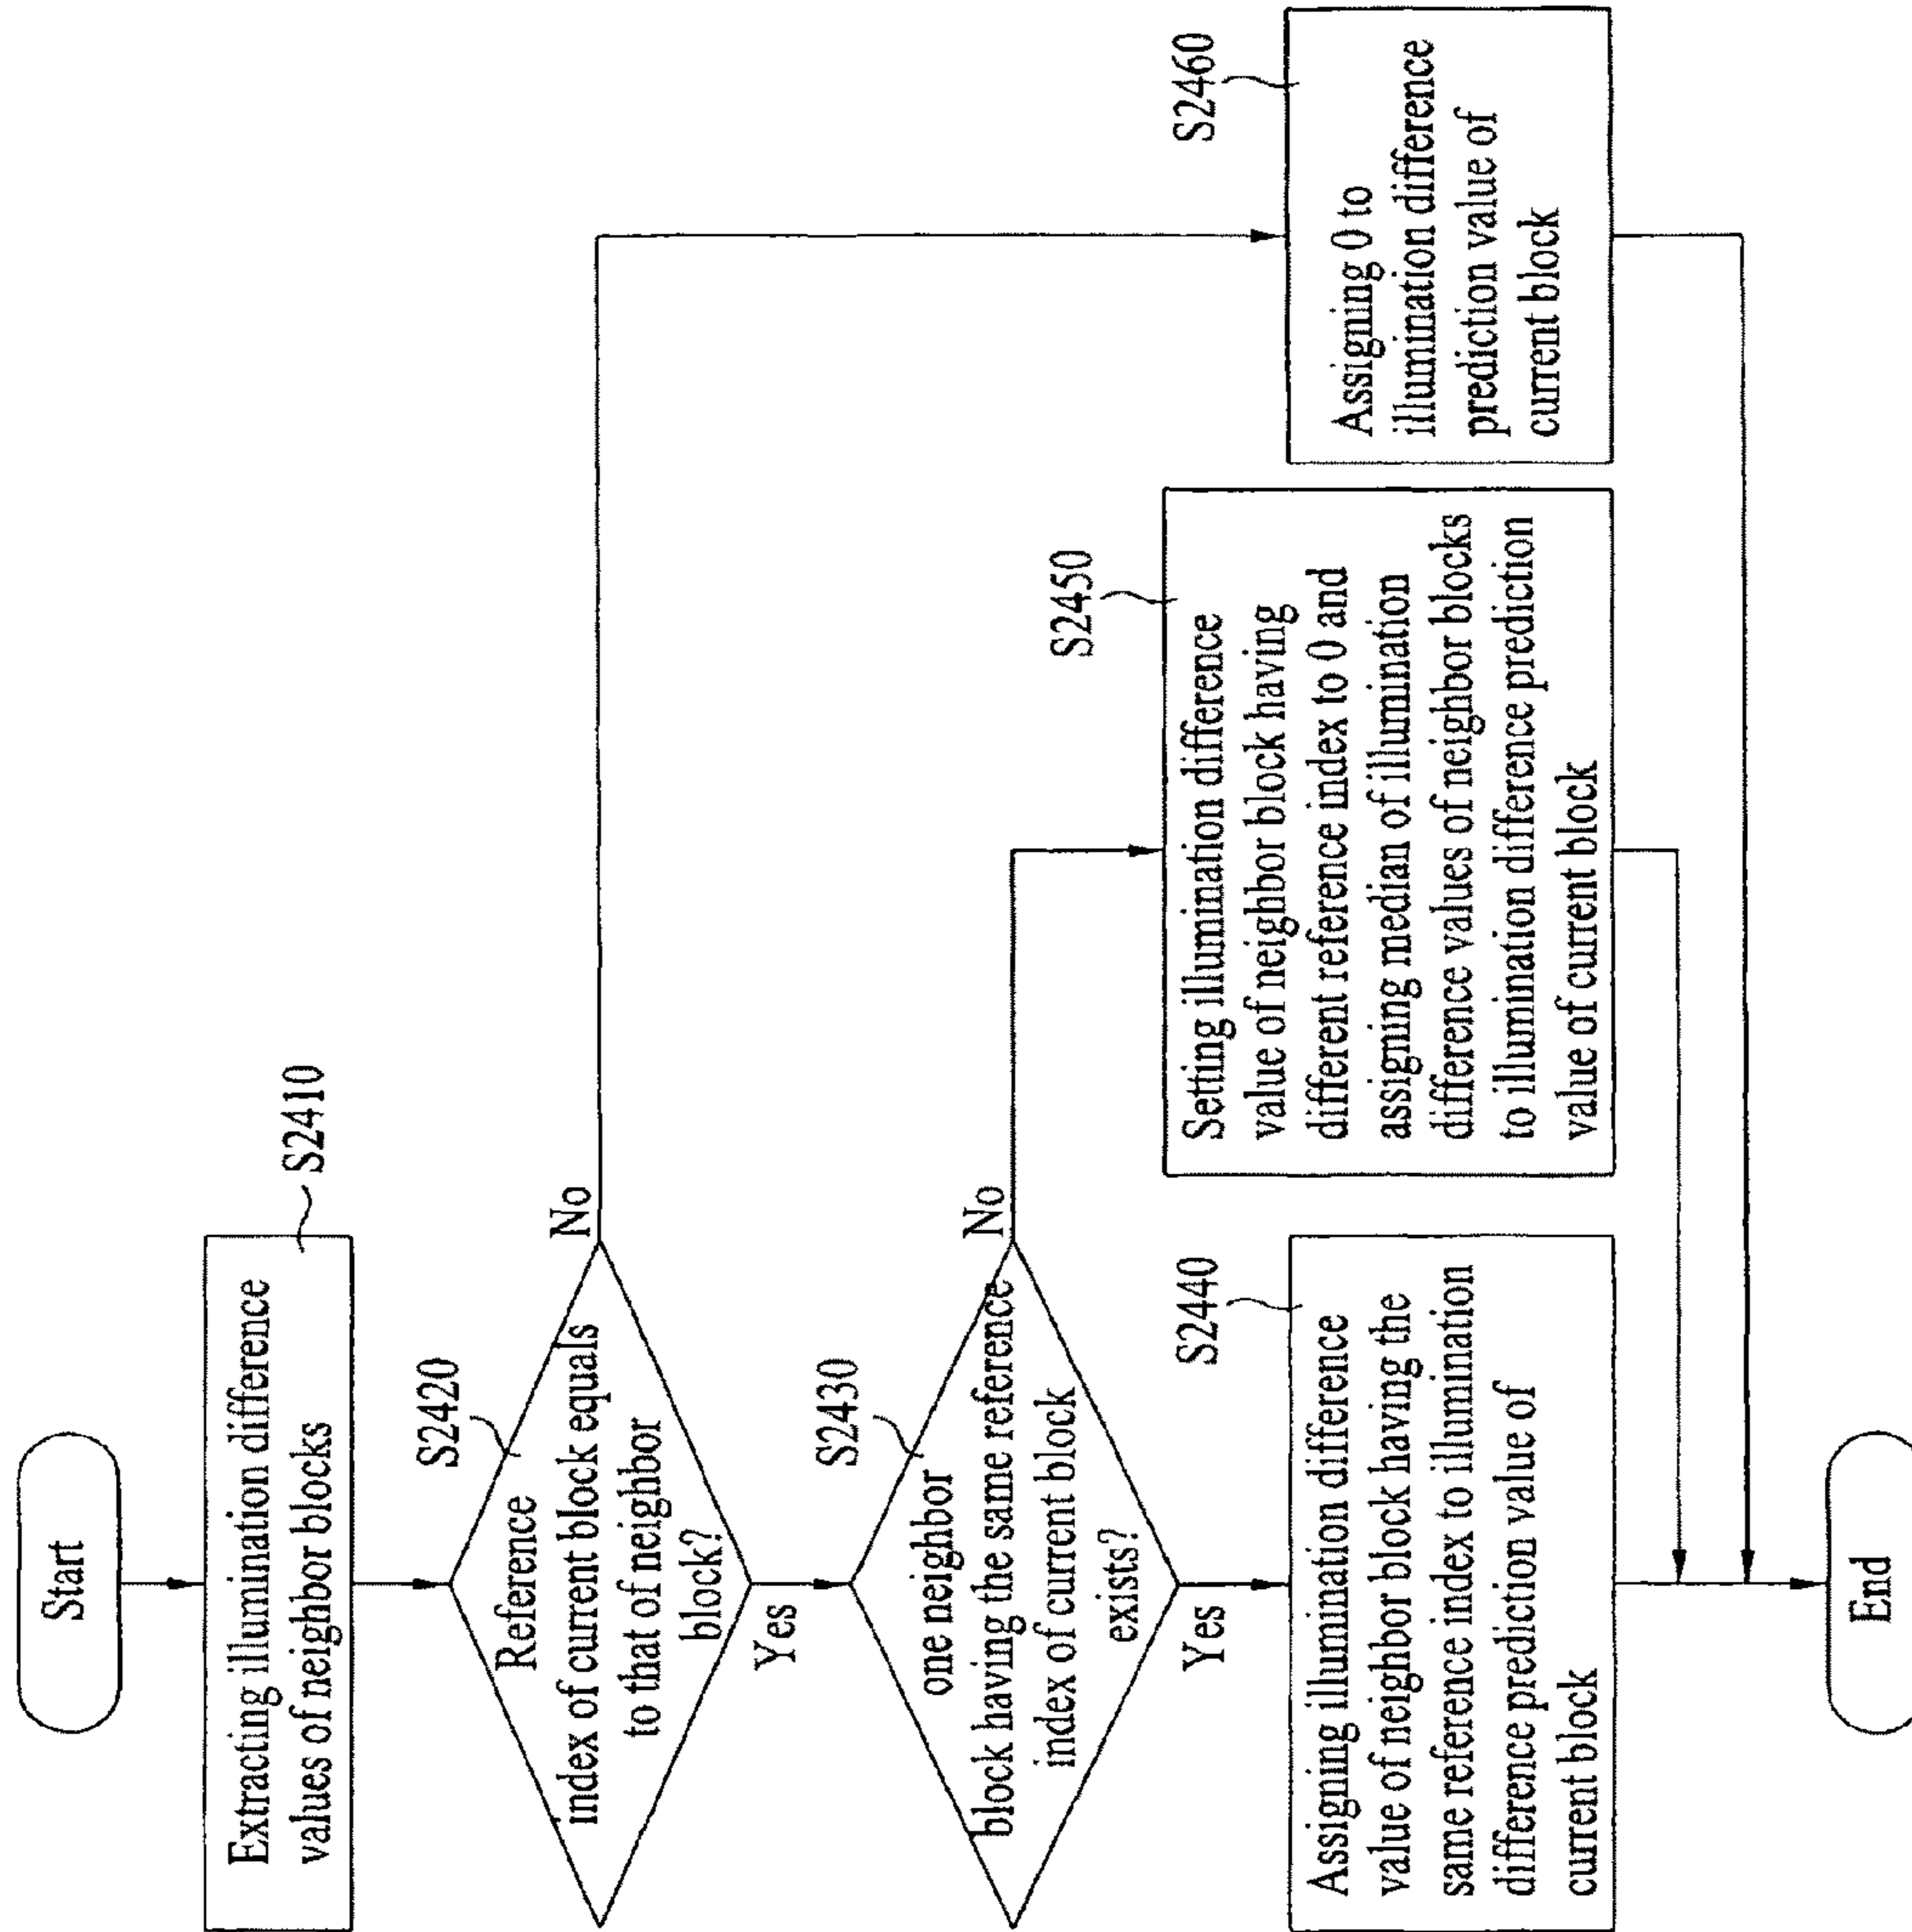 Start
Extracting illumination difference
values of neighbor blocks
S2410
Reference
index of current block equals
to that of neighbor
block?
S2420
No
Yes
one neighbor
block having the same reference
index of current block
exists?
S2430
No
Yes
Assigning illumination difference
value of neighbor block having the
same reference index to illumination
difference prediction value of
current block
S2440
Setting illumination difference
value of neighbor block having
different reference index to 0 and
assigning median of illumination
difference values of neighbor blocks
to illumination difference prediction
value of current block
S2450
Assigning 0 to
illumination difference
prediction value of
current block
S2460
End